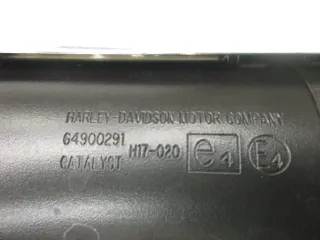 HARLEY-DAVIDSON MOTOR COMPANY
64900291
CATALYST H17-020 e4 E4